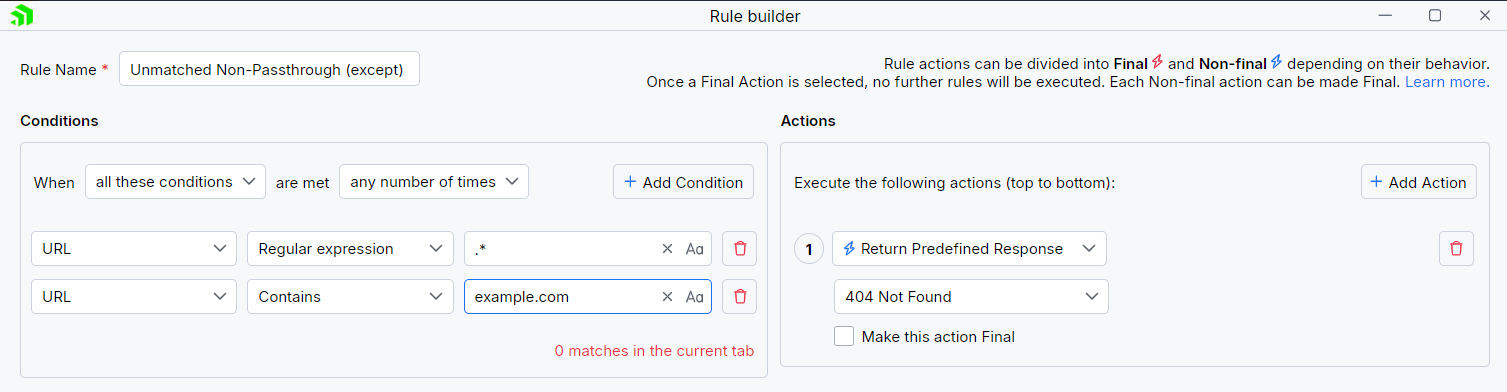 Rule builder
Rule Name *
Unmatched Non-Passthrough (except)
Rule actions can be divided into Final and Non-final depending on their behavior.
Once a Final Action is selected, no further rules will be executed. Each Non-final action can be made Final. Learn more.
Conditions
When all these conditions are met any number of times + Add Condition
URL Regular expression .* Aa
URL Contains example.com Aa
0 matches in the current tab
Actions
Execute the following actions (top to bottom): + Add Action
1 Return Predefined Response
404 Not Found
Make this action Final